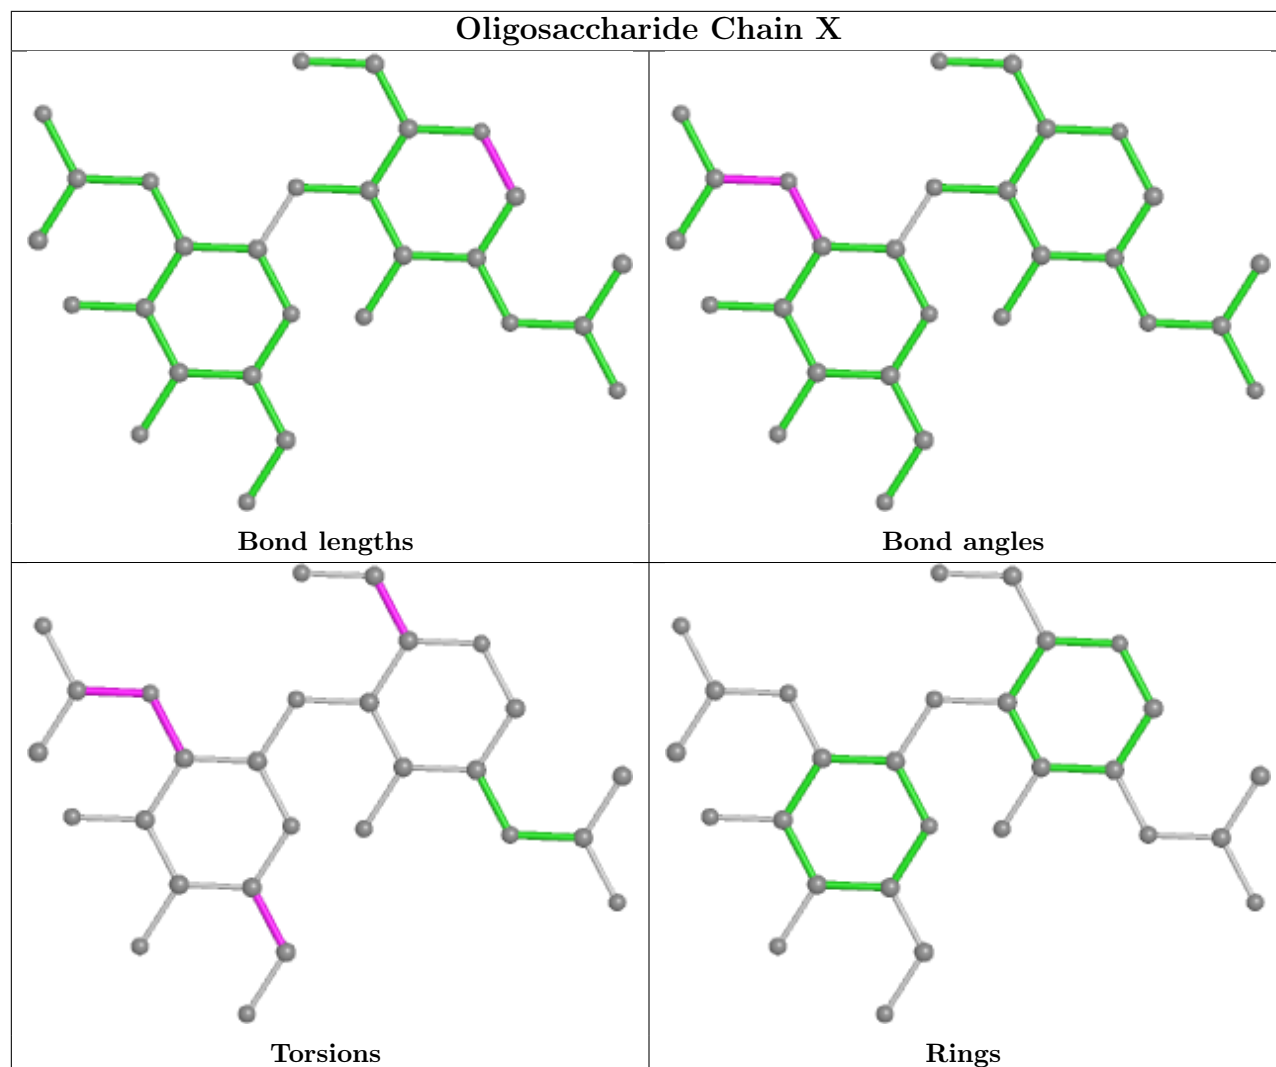 Oligosaccharide Chain X
Bond lengths
Bond angles
Torsions
Rings